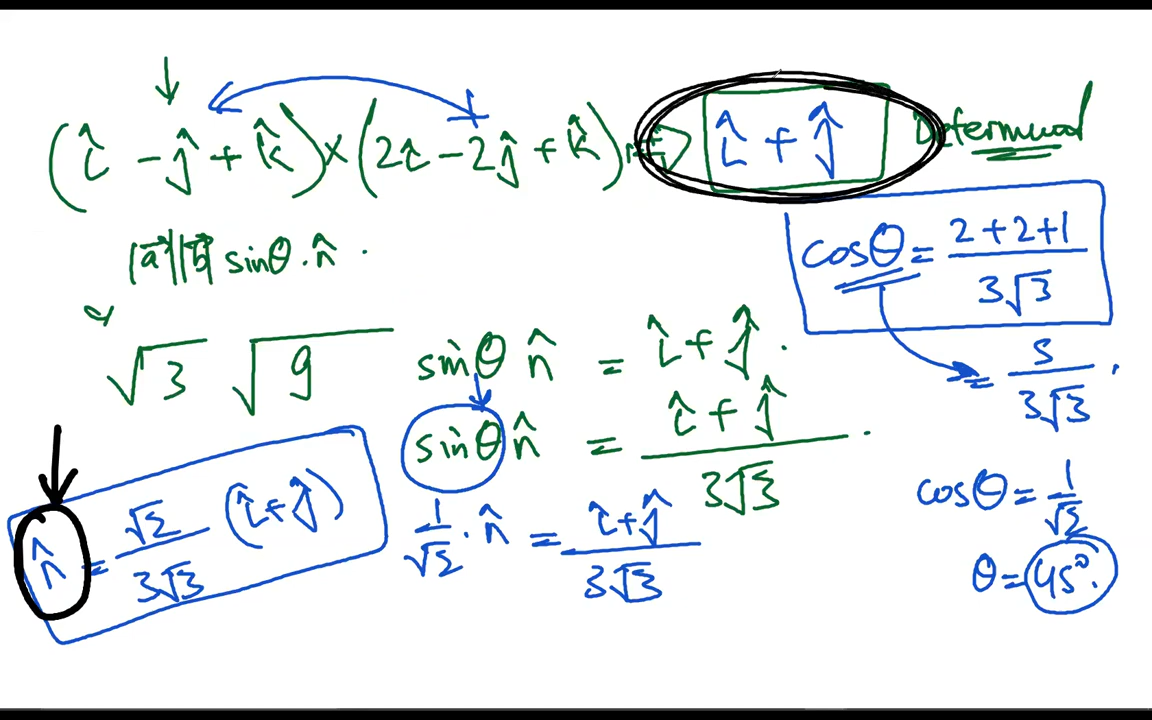 (î - ĵ + k̂) × (2î - 2ĵ + k̂) ⇒ î + ĵ Determinant
|a⃗||b⃗| sinθ · n̂
cosθ = (2+2+1)/(3√3)
√3 √9
sinθ n̂ = î + ĵ
= 5/(3√3)
sinθ n̂ = (î + ĵ)/(3√3)
cosθ = 1/√2
n̂ = √2/(3√3) (î+ĵ)
1/√2 · n̂ = (î+ĵ)/(3√3)
θ = 45°